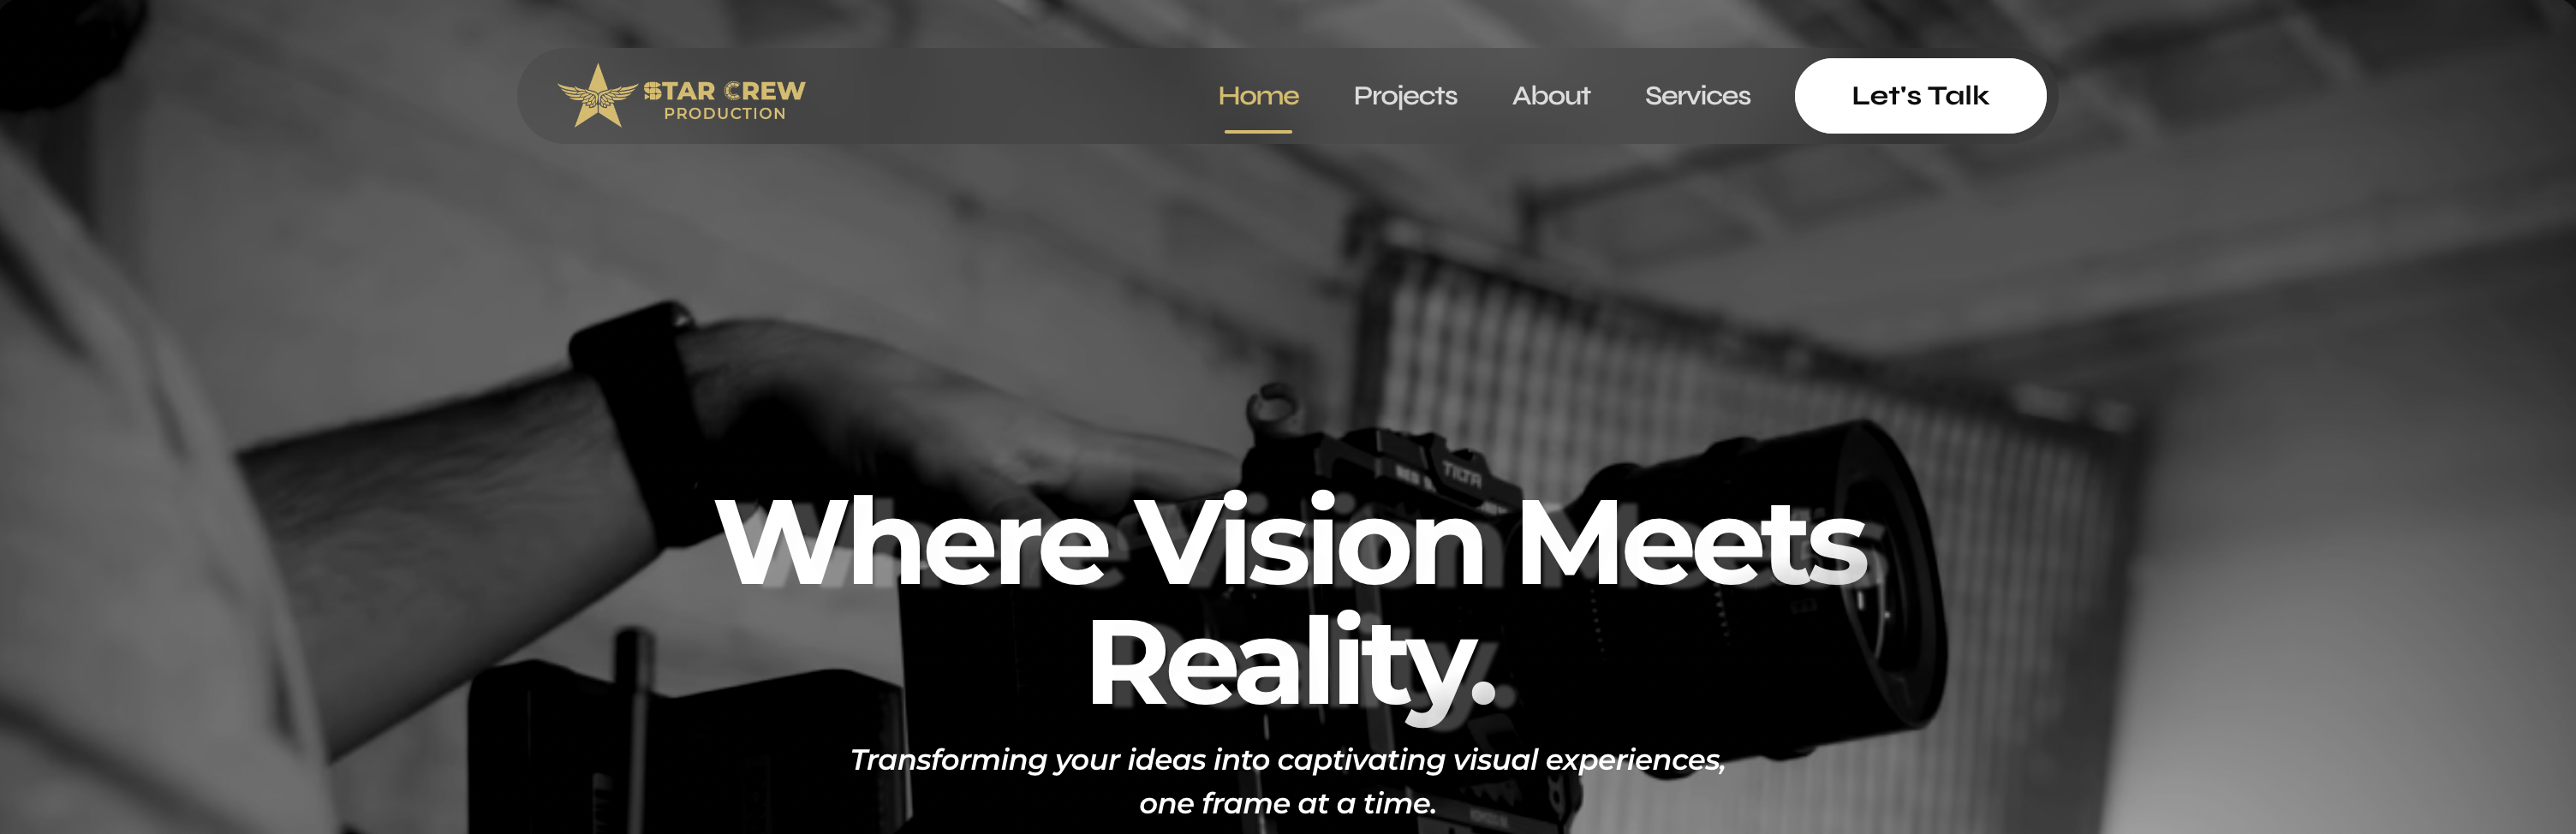 STAR CREW
PRODUCTION
Home Projects About Services Let's Talk
TILTA
Where Vision Meets
Reality.
Transforming your ideas into captivating visual experiences,
one frame at a time.